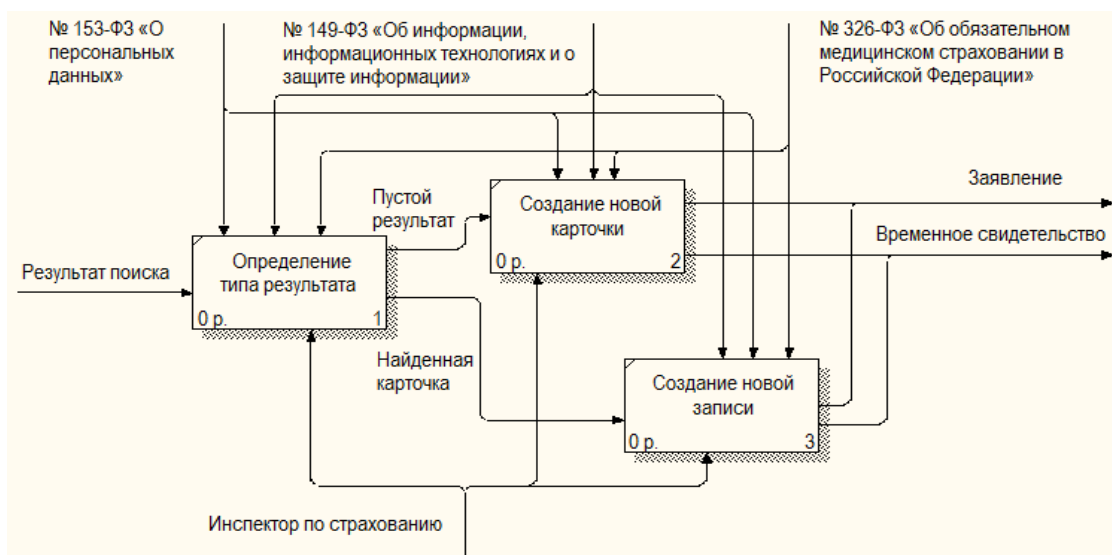 № 153-ФЗ «О
персональных
данных»
№ 149-ФЗ «Об информации,
информационных технологиях и о
защите информации»
№ 326-ФЗ «Об обязательном
медицинском страховании в
Российской Федерации»
Пустой
результат
Создание новой
карточки
0 р.
2
Заявление
Временное свидетельство
Результат поиска
Определение
типа результата
0 р.
1
Найденная
карточка
Создание новой
записи
0 р.
3
Инспектор по страхованию